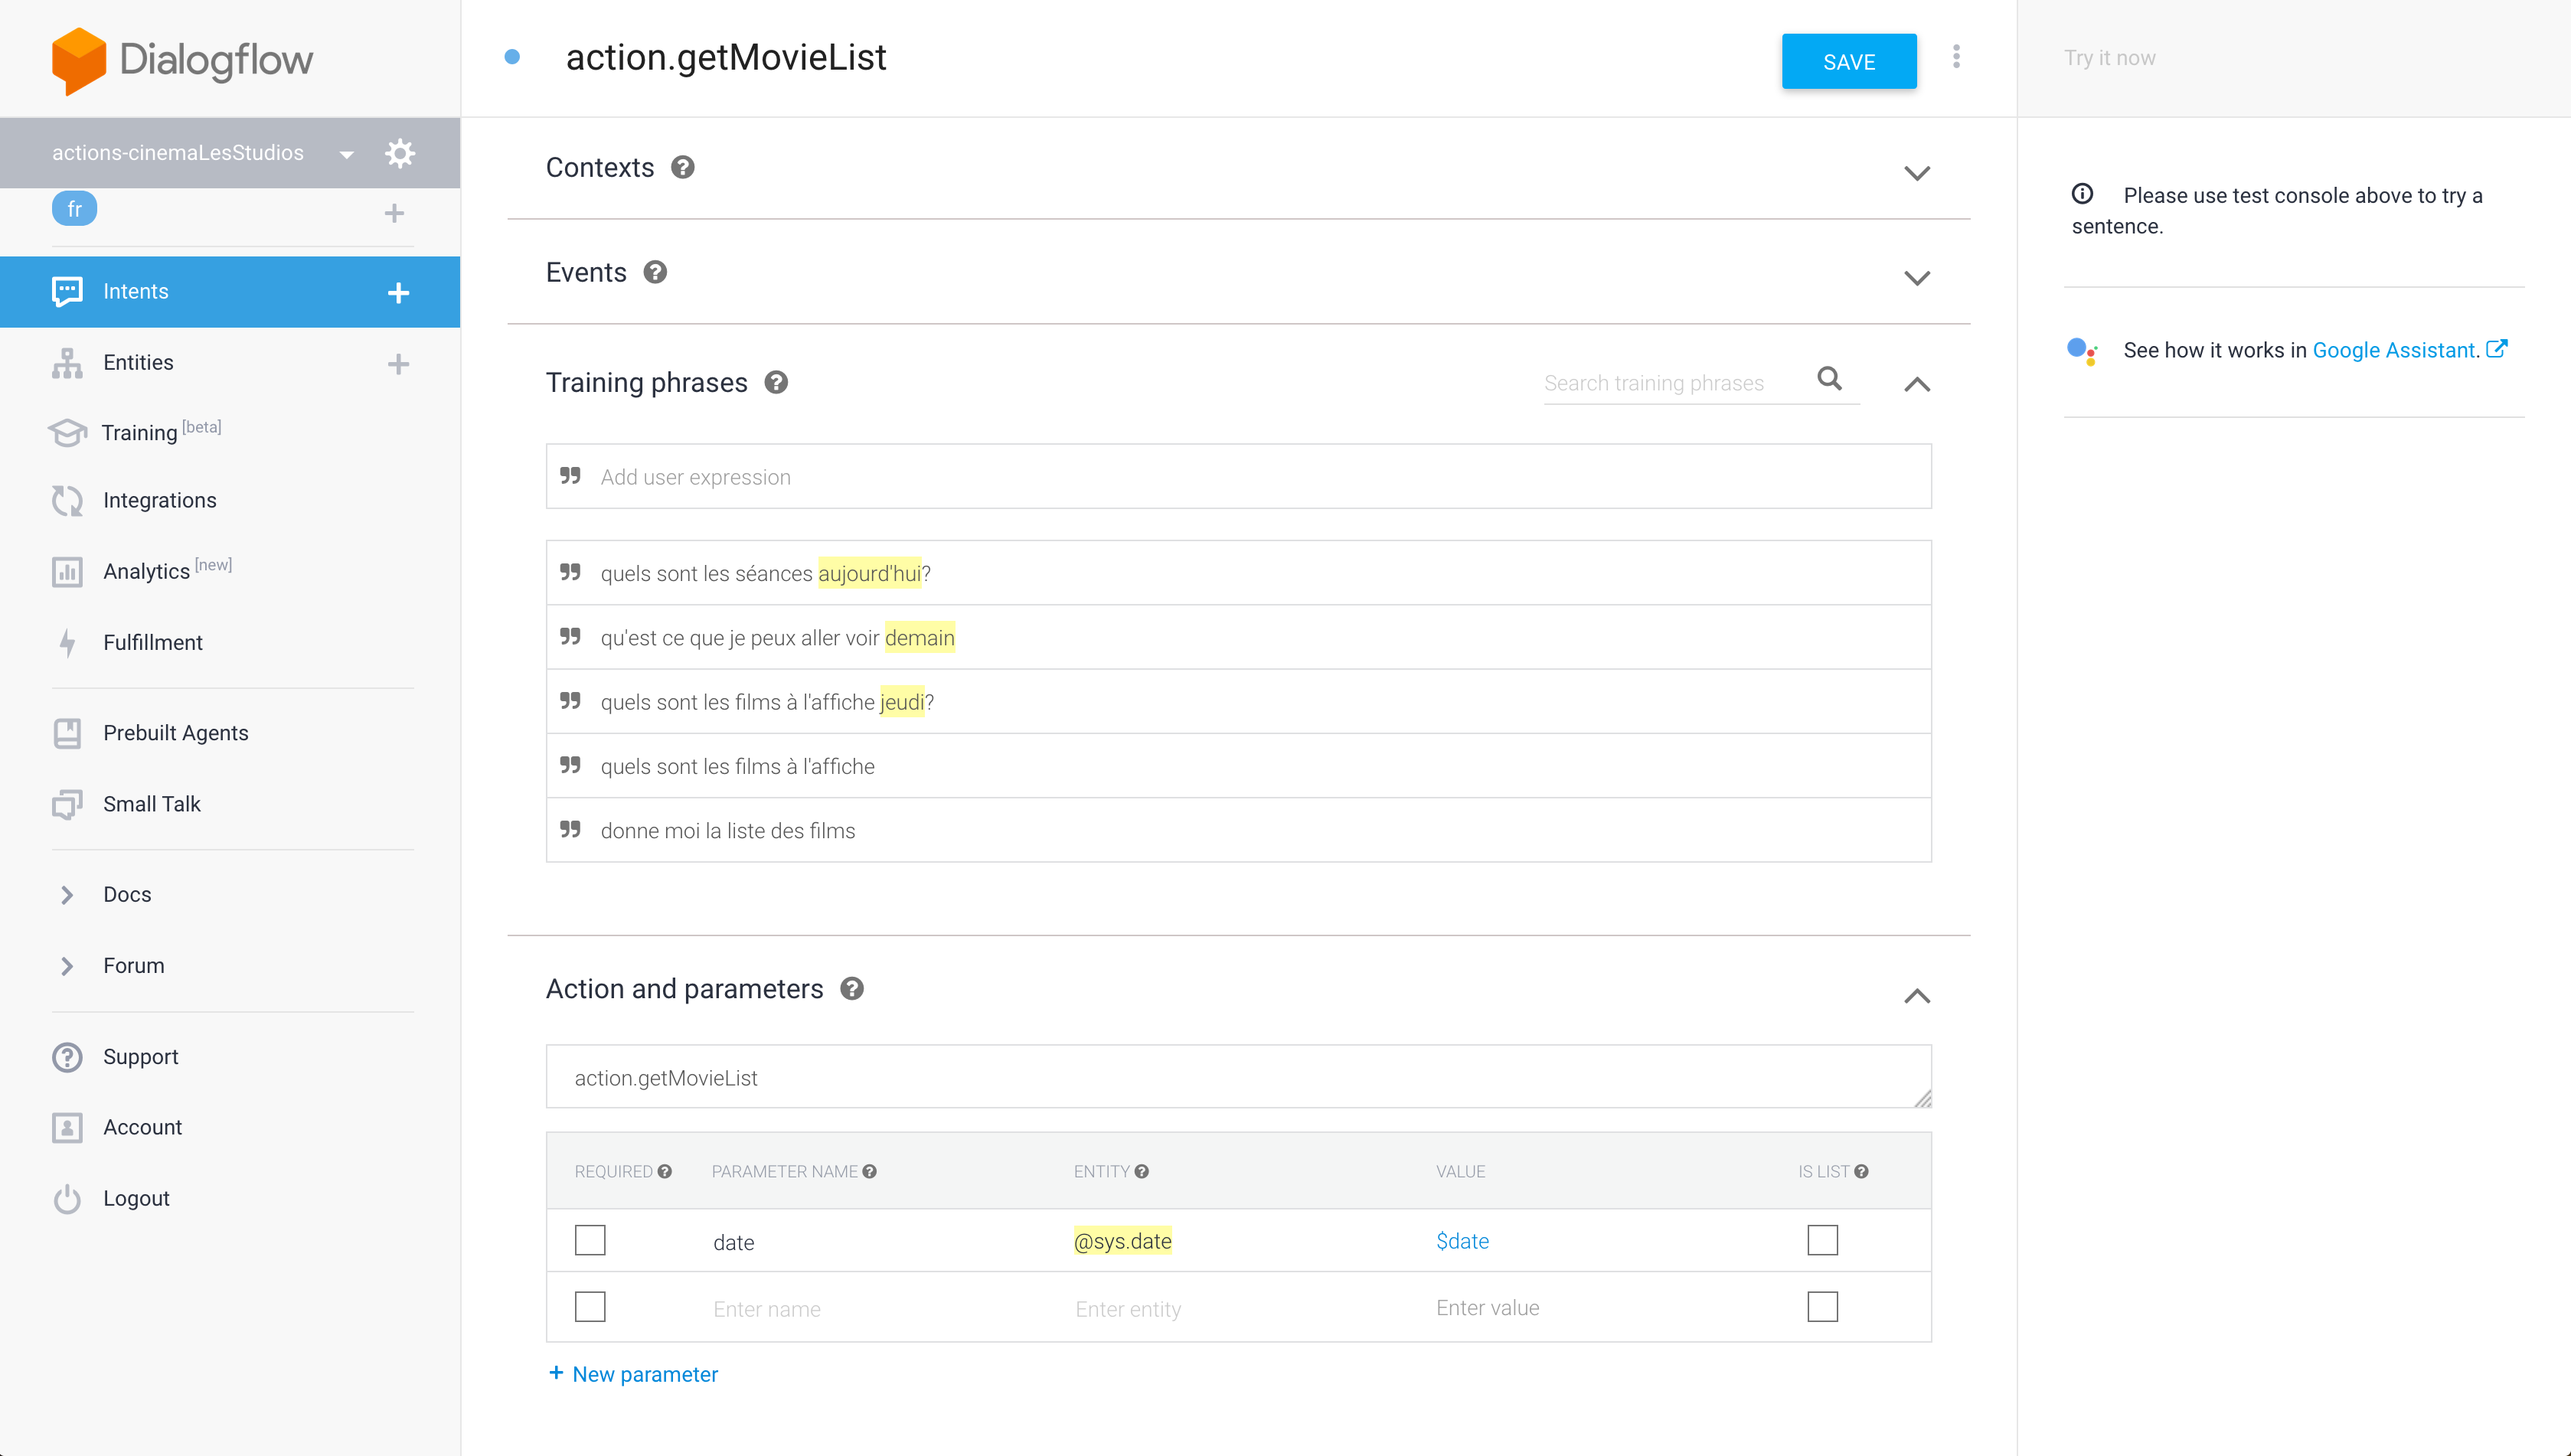 Dialogflow
actions-cinemaLesStudios
fr
Intents
Entities
Training [beta]
Integrations
Analytics [new]
Fulfillment
Prebuilt Agents
Small Talk
Docs
Forum
Support
Account
Logout
action.getMovieList
SAVE
Contexts
Events
Training phrases
Search training phrases
Add user expression
quels sont les séances aujourd'hui?
qu'est ce que je peux aller voir demain
quels sont les films à l'affiche jeudi?
quels sont les films à l'affiche
donne moi la liste des films
Action and parameters
action.getMovieList
REQUIRED PARAMETER NAME ENTITY VALUE IS LIST
date @sys.date $date
Enter name Enter entity Enter value
+ New parameter
Try it now
Please use test console above to try a
sentence.
See how it works in Google Assistant.